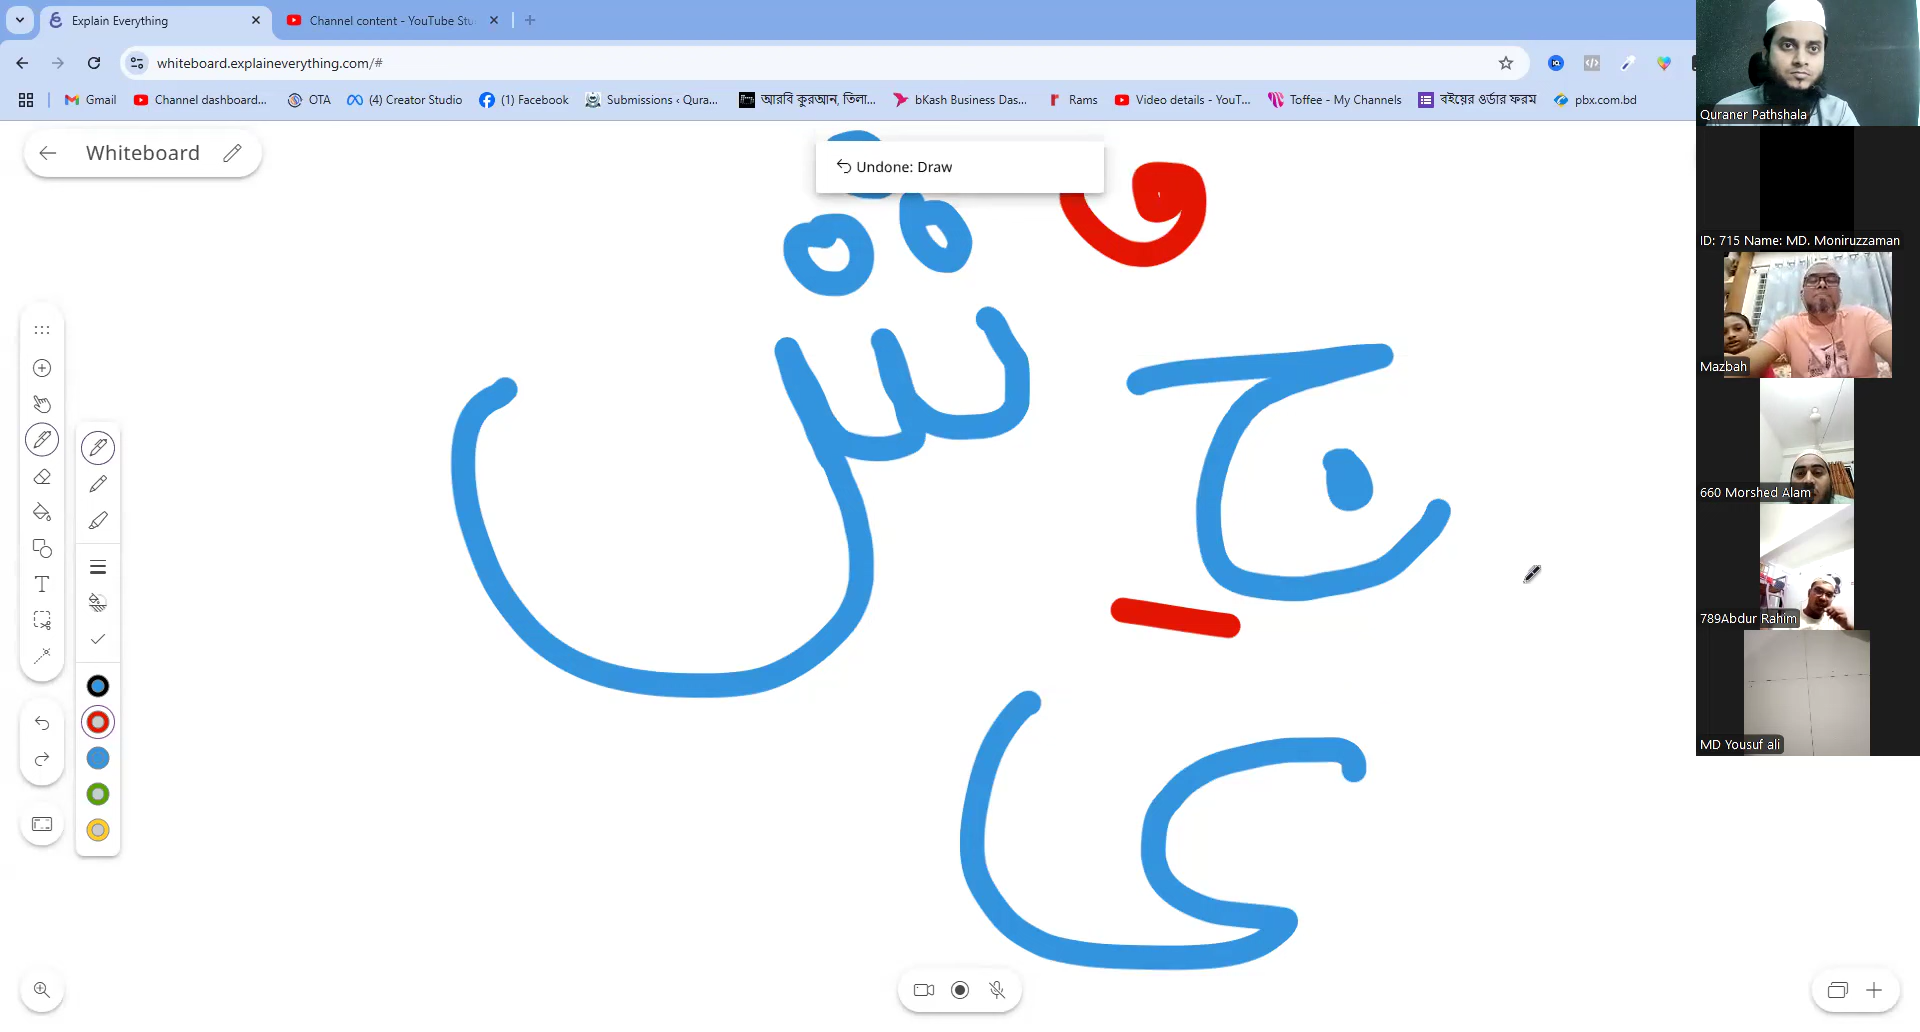 Explain Everything
Channel content - YouTube Stu
whiteboard.explaineverything.com/#
Gmail
Channel dashboard...
OTA
(4) Creator Studio
(1) Facebook
Submissions ‹ Qura...
আরবি কুরআন, তিলা...
bKash Business Das...
Rams
Video details - YouT...
Toffee - My Channels
বইয়ের ওর্ডার ফরম
pbx.com.bd
Whiteboard
Undone: Draw
ش
ج
ى
Quraner Pathshala
ID: 715 Name: MD. Moniruzzaman
Mazbah
660 Morshed Alam
789Abdur Rahim
MD Yousuf ali